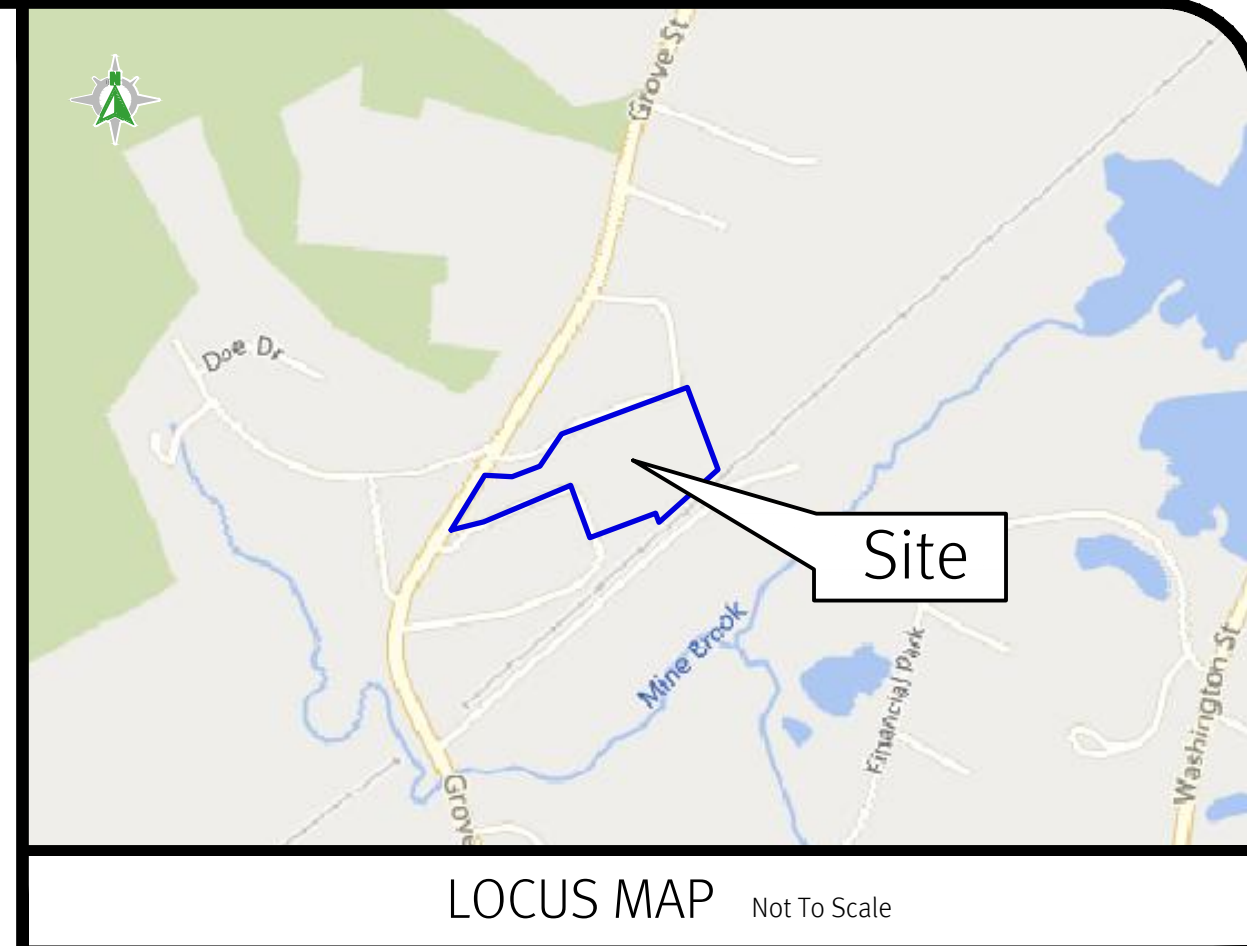 N
Grove St
Doe Dr
Site
Mine Brook
Financial Park
Washington St
Grove
LOCUS MAP Not To Scale